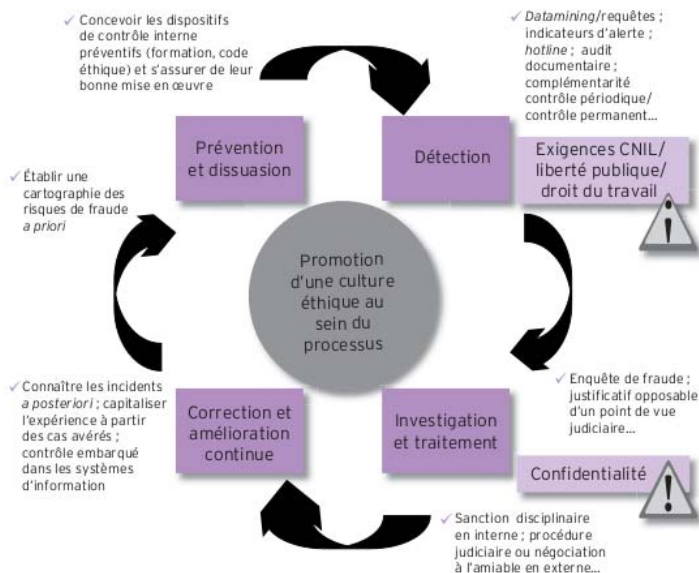 ✓ Concevoir les dispositifs
de contrôle interne
préventifs (formation, code
éthique) et s'assurer de leur
bonne mise en œuvre
✓ Datamining/requêtes ;
indicateurs d'alerte ;
hotline ; audit
documentaire ;
complémentarité
contrôle périodique/
contrôle permanent…
Prévention
et dissuasion
Détection
Exigences CNIL/
liberté publique/
droit du travail
✓ Établir une
cartographie des
risques de fraude
a priori
Promotion
d'une culture
éthique au
sein du
processus
✓ Connaître les incidents
a posteriori ; capitaliser
l'expérience à partir
des cas avérés ;
contrôle embarqué
dans les systèmes
d'information
Correction et
amélioration
continue
Investigation
et traitement
✓ Enquête de fraude ;
justificatif opposable
d'un point de vue
judiciaire…
Confidentialité
!
✓ Sanction disciplinaire
en interne ; procédure
judiciaire ou négociation
à l'amiable en externe…